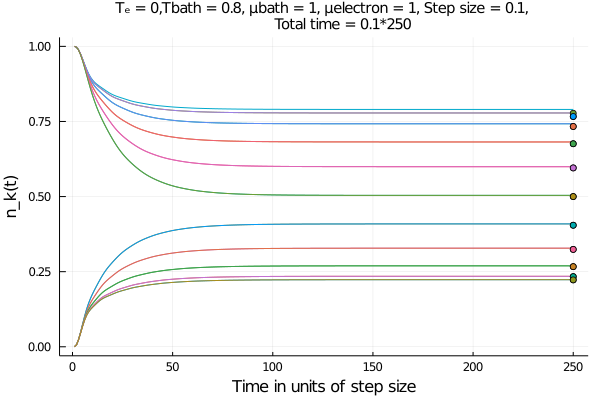 Tₑ = 0,Tbath = 0.8, μbath = 1, μelectron = 1, Step size = 0.1,
Total time = 0.1*250
1.00
0.75
0.50
0.25
0.00
n_k(t)
0 50 100 150 200 250
Time in units of step size